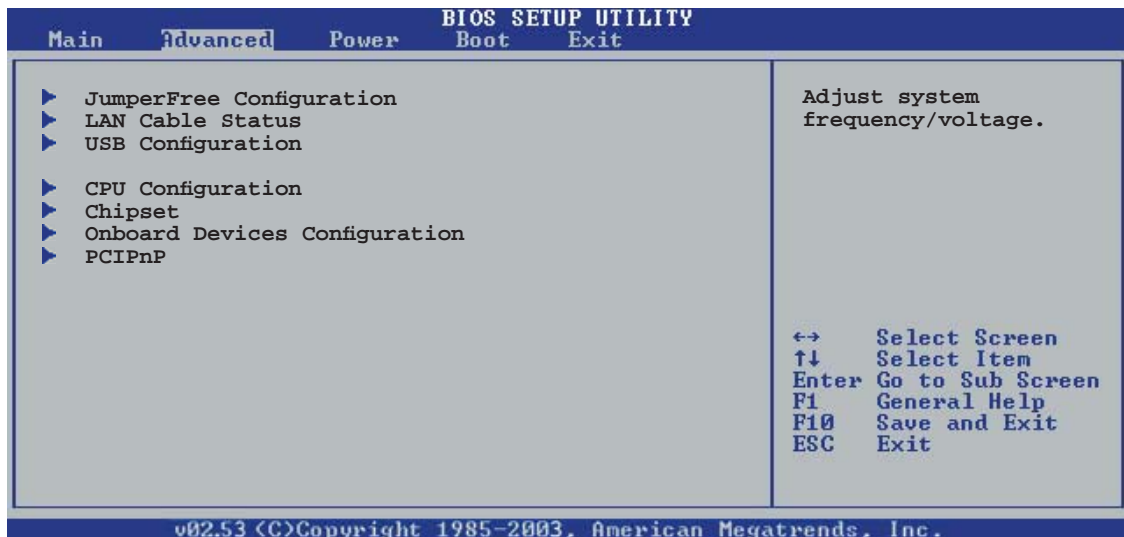 BIOS SETUP UTILITY
Main Advanced Power Boot Exit
JumperFree Configuration
LAN Cable Status
USB Configuration
CPU Configuration
Chipset
Onboard Devices Configuration
PCIPnP
Adjust system
frequency/voltage.
←→ Select Screen
↑↓ Select Item
Enter Go to Sub Screen
F1 General Help
F10 Save and Exit
ESC Exit
v02.53 (C)Copyright 1985-2003, American Megatrends, Inc.